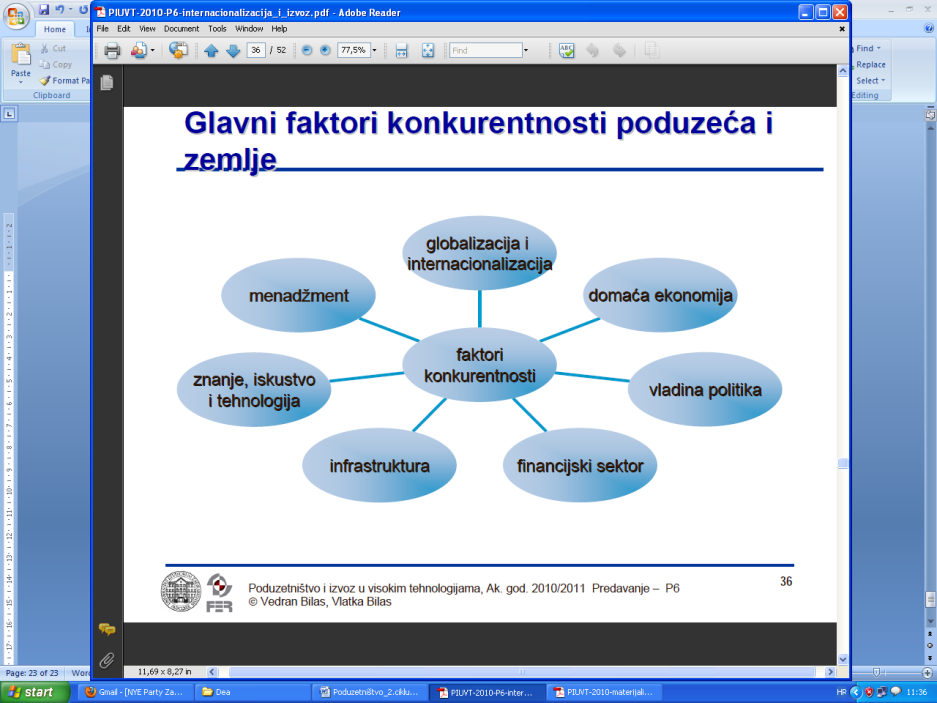 PIUVT-2010-P6-internacionalizacija_i_izvoz.pdf - Adobe Reader
Home
File Edit View Document Tools Window Help
36 / 52 77,5% Find
Cut
Copy
Format Pa
Paste
Clipboard
Find
Replace
Select
Editing
Glavni faktori konkurentnosti poduzeća i
zemlje
globalizacija i
internacionalizacija
menadžment
domaća ekonomija
faktori
konkurentnosti
znanje, iskustvo
i tehnologija
vladina politika
infrastruktura
financijski sektor
FER
Poduzetništvo i izvoz u visokim tehnologijama, Ak. god. 2010/2011 Predavanje – P6
© Vedran Bilas, Vlatka Bilas
36
11,69 x 8,27 in
Page: 23 of 23 Wor
start
Gmail - [NYE Party Za...
Dea
Poduzetništvo_2.ciklu...
PIUVT-2010-P6-inter...
PIUVT-2010-materijali...
HR
11:36